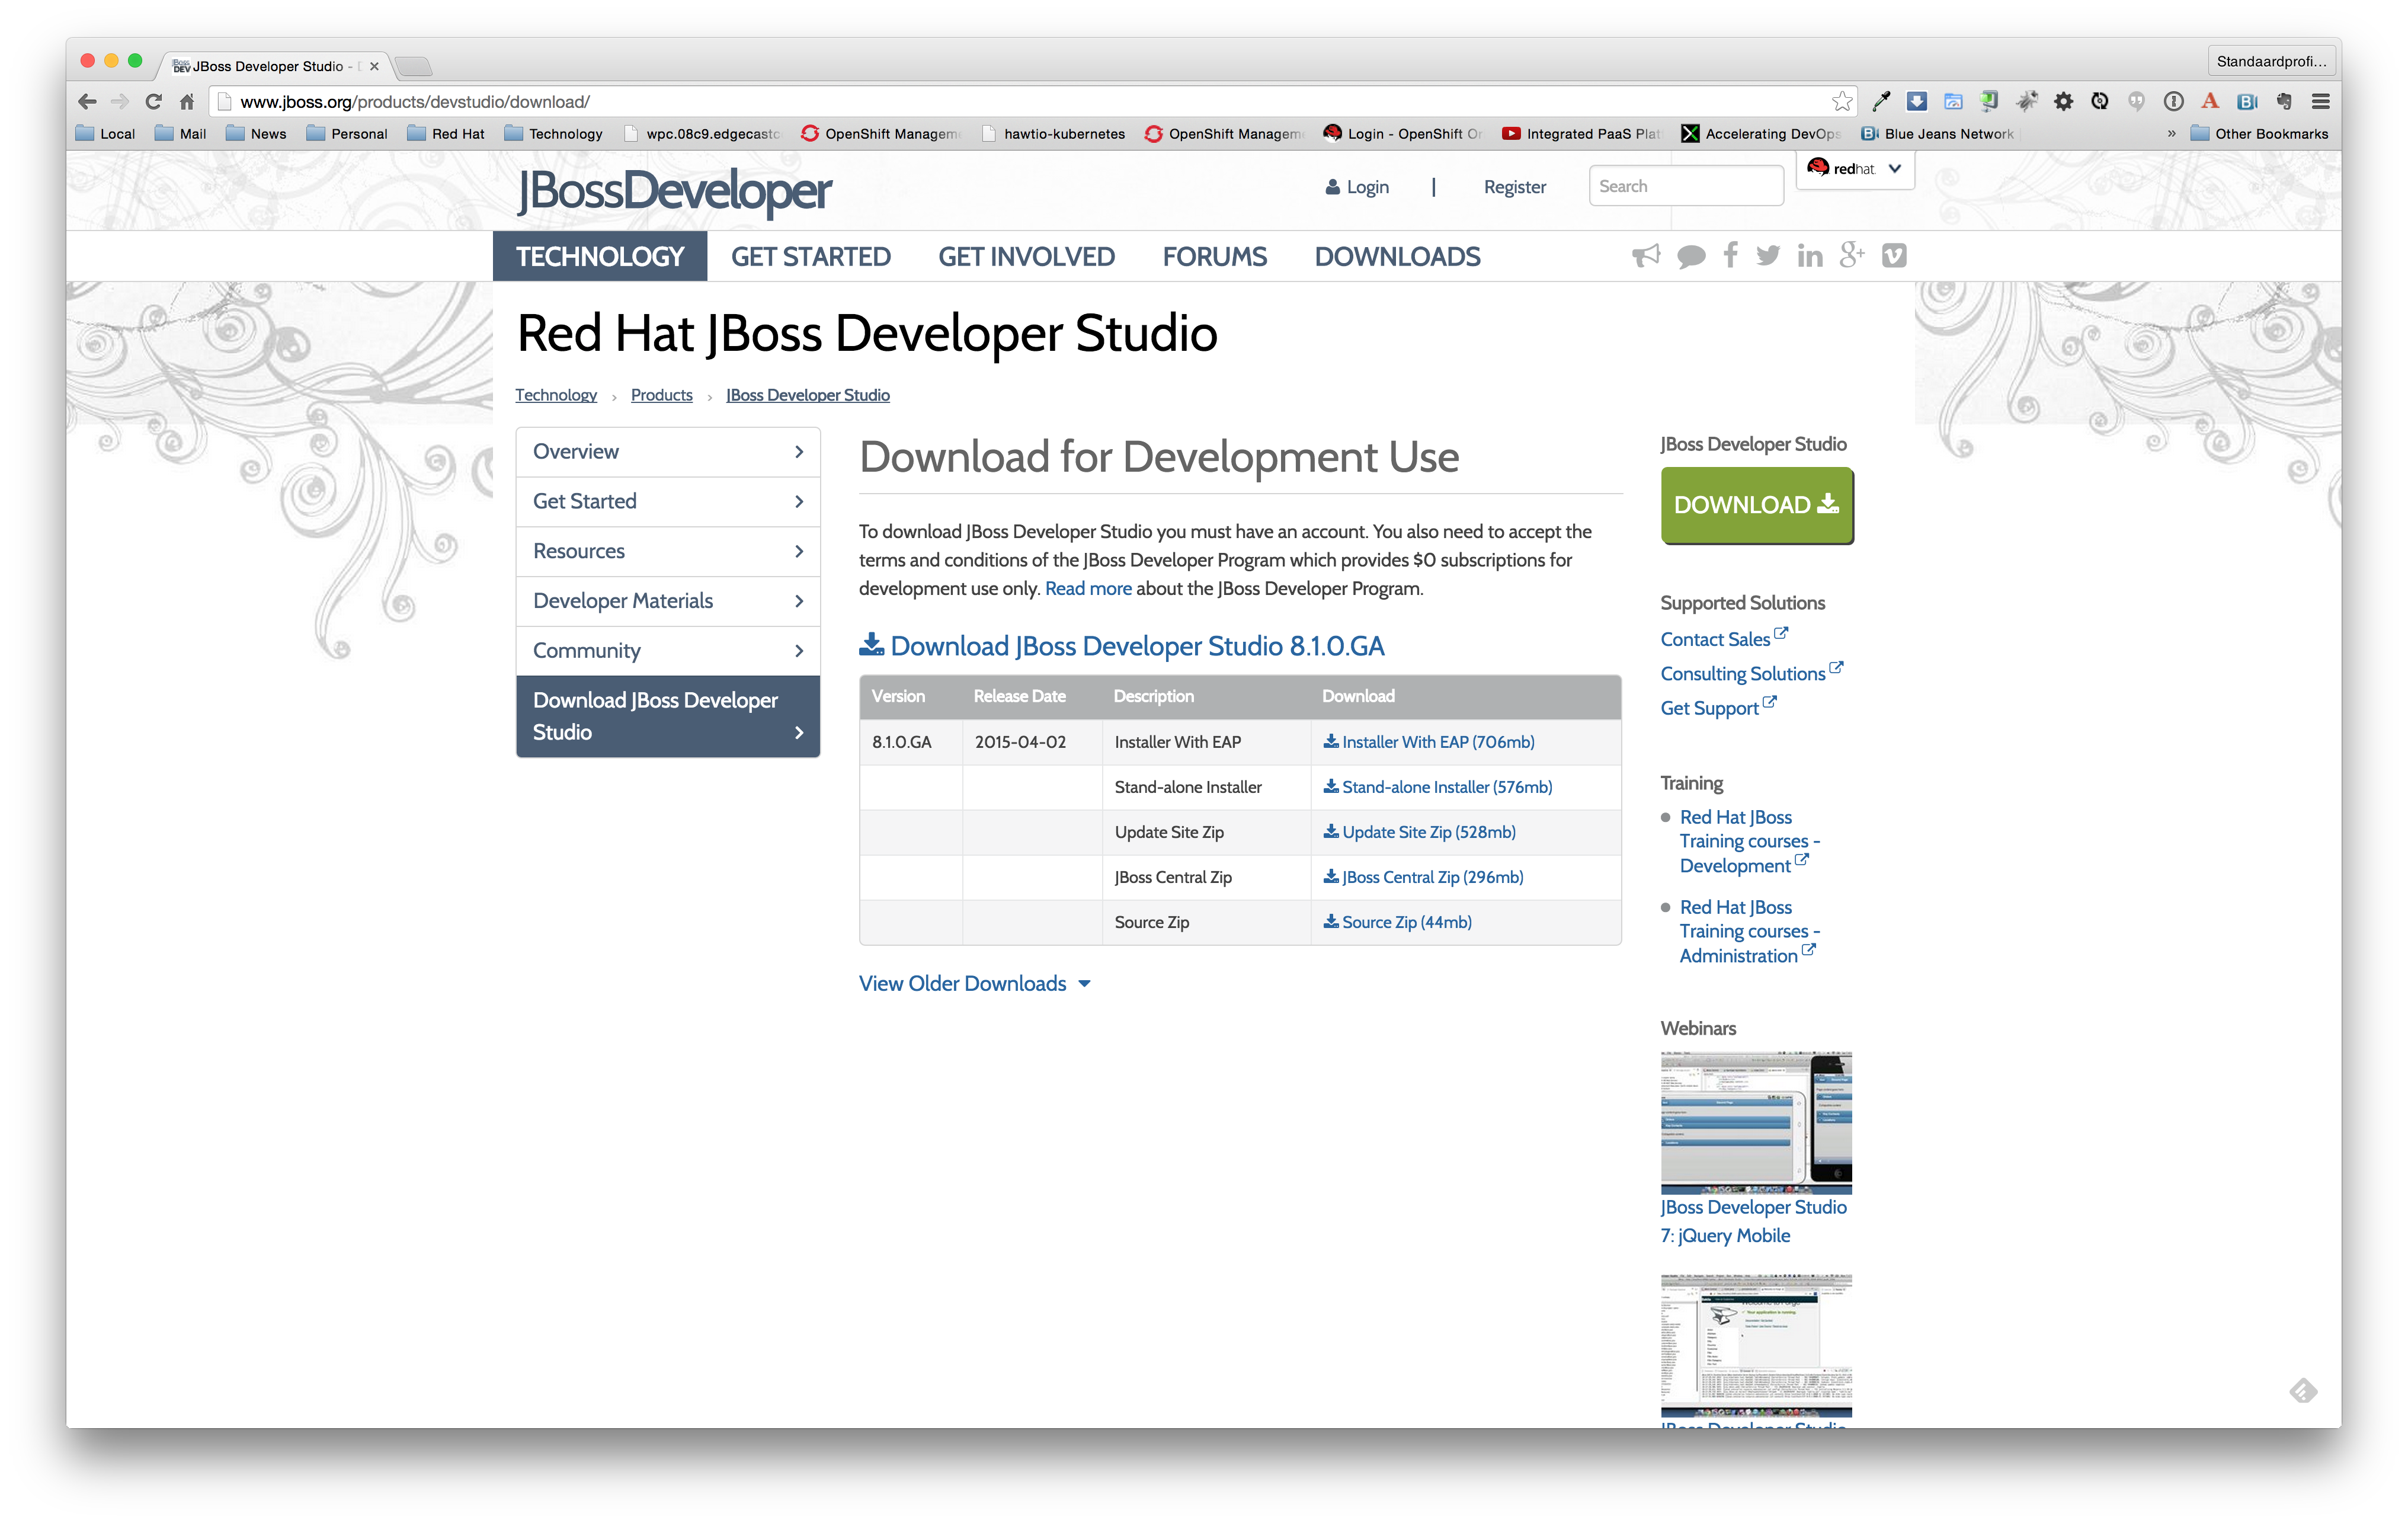 JBoss Developer Studio -
Standaardprofi...
www.jboss.org/products/devstudio/download/
Local Mail News Personal Red Hat Technology wpc.08c9.edgecastc OpenShift Managem hawtio-kubernetes OpenShift Managem Login - OpenShift On Integrated PaaS Plat Accelerating DevOps Blue Jeans Network » Other Bookmarks
JBossDeveloper
Login | Register
Search
redhat.
TECHNOLOGY GET STARTED GET INVOLVED FORUMS DOWNLOADS
Red Hat JBoss Developer Studio
Technology › Products › JBoss Developer Studio
Overview
Get Started
Resources
Developer Materials
Community
Download JBoss Developer
Studio
Download for Development Use
To download JBoss Developer Studio you must have an account. You also need to accept the
terms and conditions of the JBoss Developer Program which provides $0 subscriptions for
development use only. Read more about the JBoss Developer Program.
Download JBoss Developer Studio 8.1.0.GA
Version Release Date Description Download
8.1.0.GA 2015-04-02 Installer With EAP Installer With EAP (706mb)
Stand-alone Installer Stand-alone Installer (576mb)
Update Site Zip Update Site Zip (528mb)
JBoss Central Zip JBoss Central Zip (296mb)
Source Zip Source Zip (44mb)
View Older Downloads
JBoss Developer Studio
DOWNLOAD
Supported Solutions
Contact Sales
Consulting Solutions
Get Support
Training
Red Hat JBoss
Training courses -
Development
Red Hat JBoss
Training courses -
Administration
Webinars
JBoss Developer Studio
7: jQuery Mobile
JBoss Developer Studio